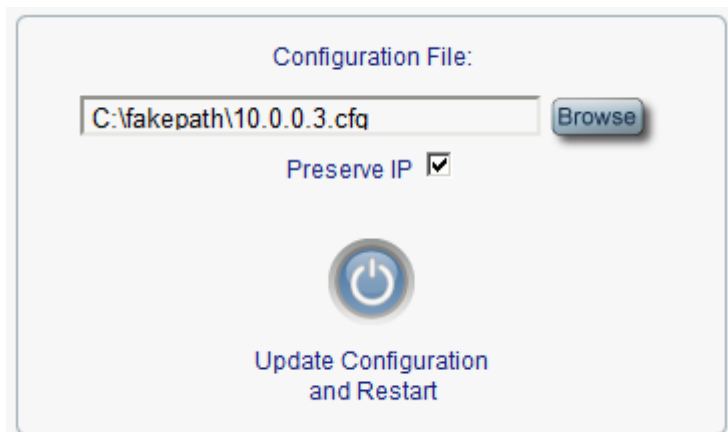 Configuration File:
C:\fakepath\10.0.0.3.cfg
Browse
Preserve IP
Update Configuration
and Restart